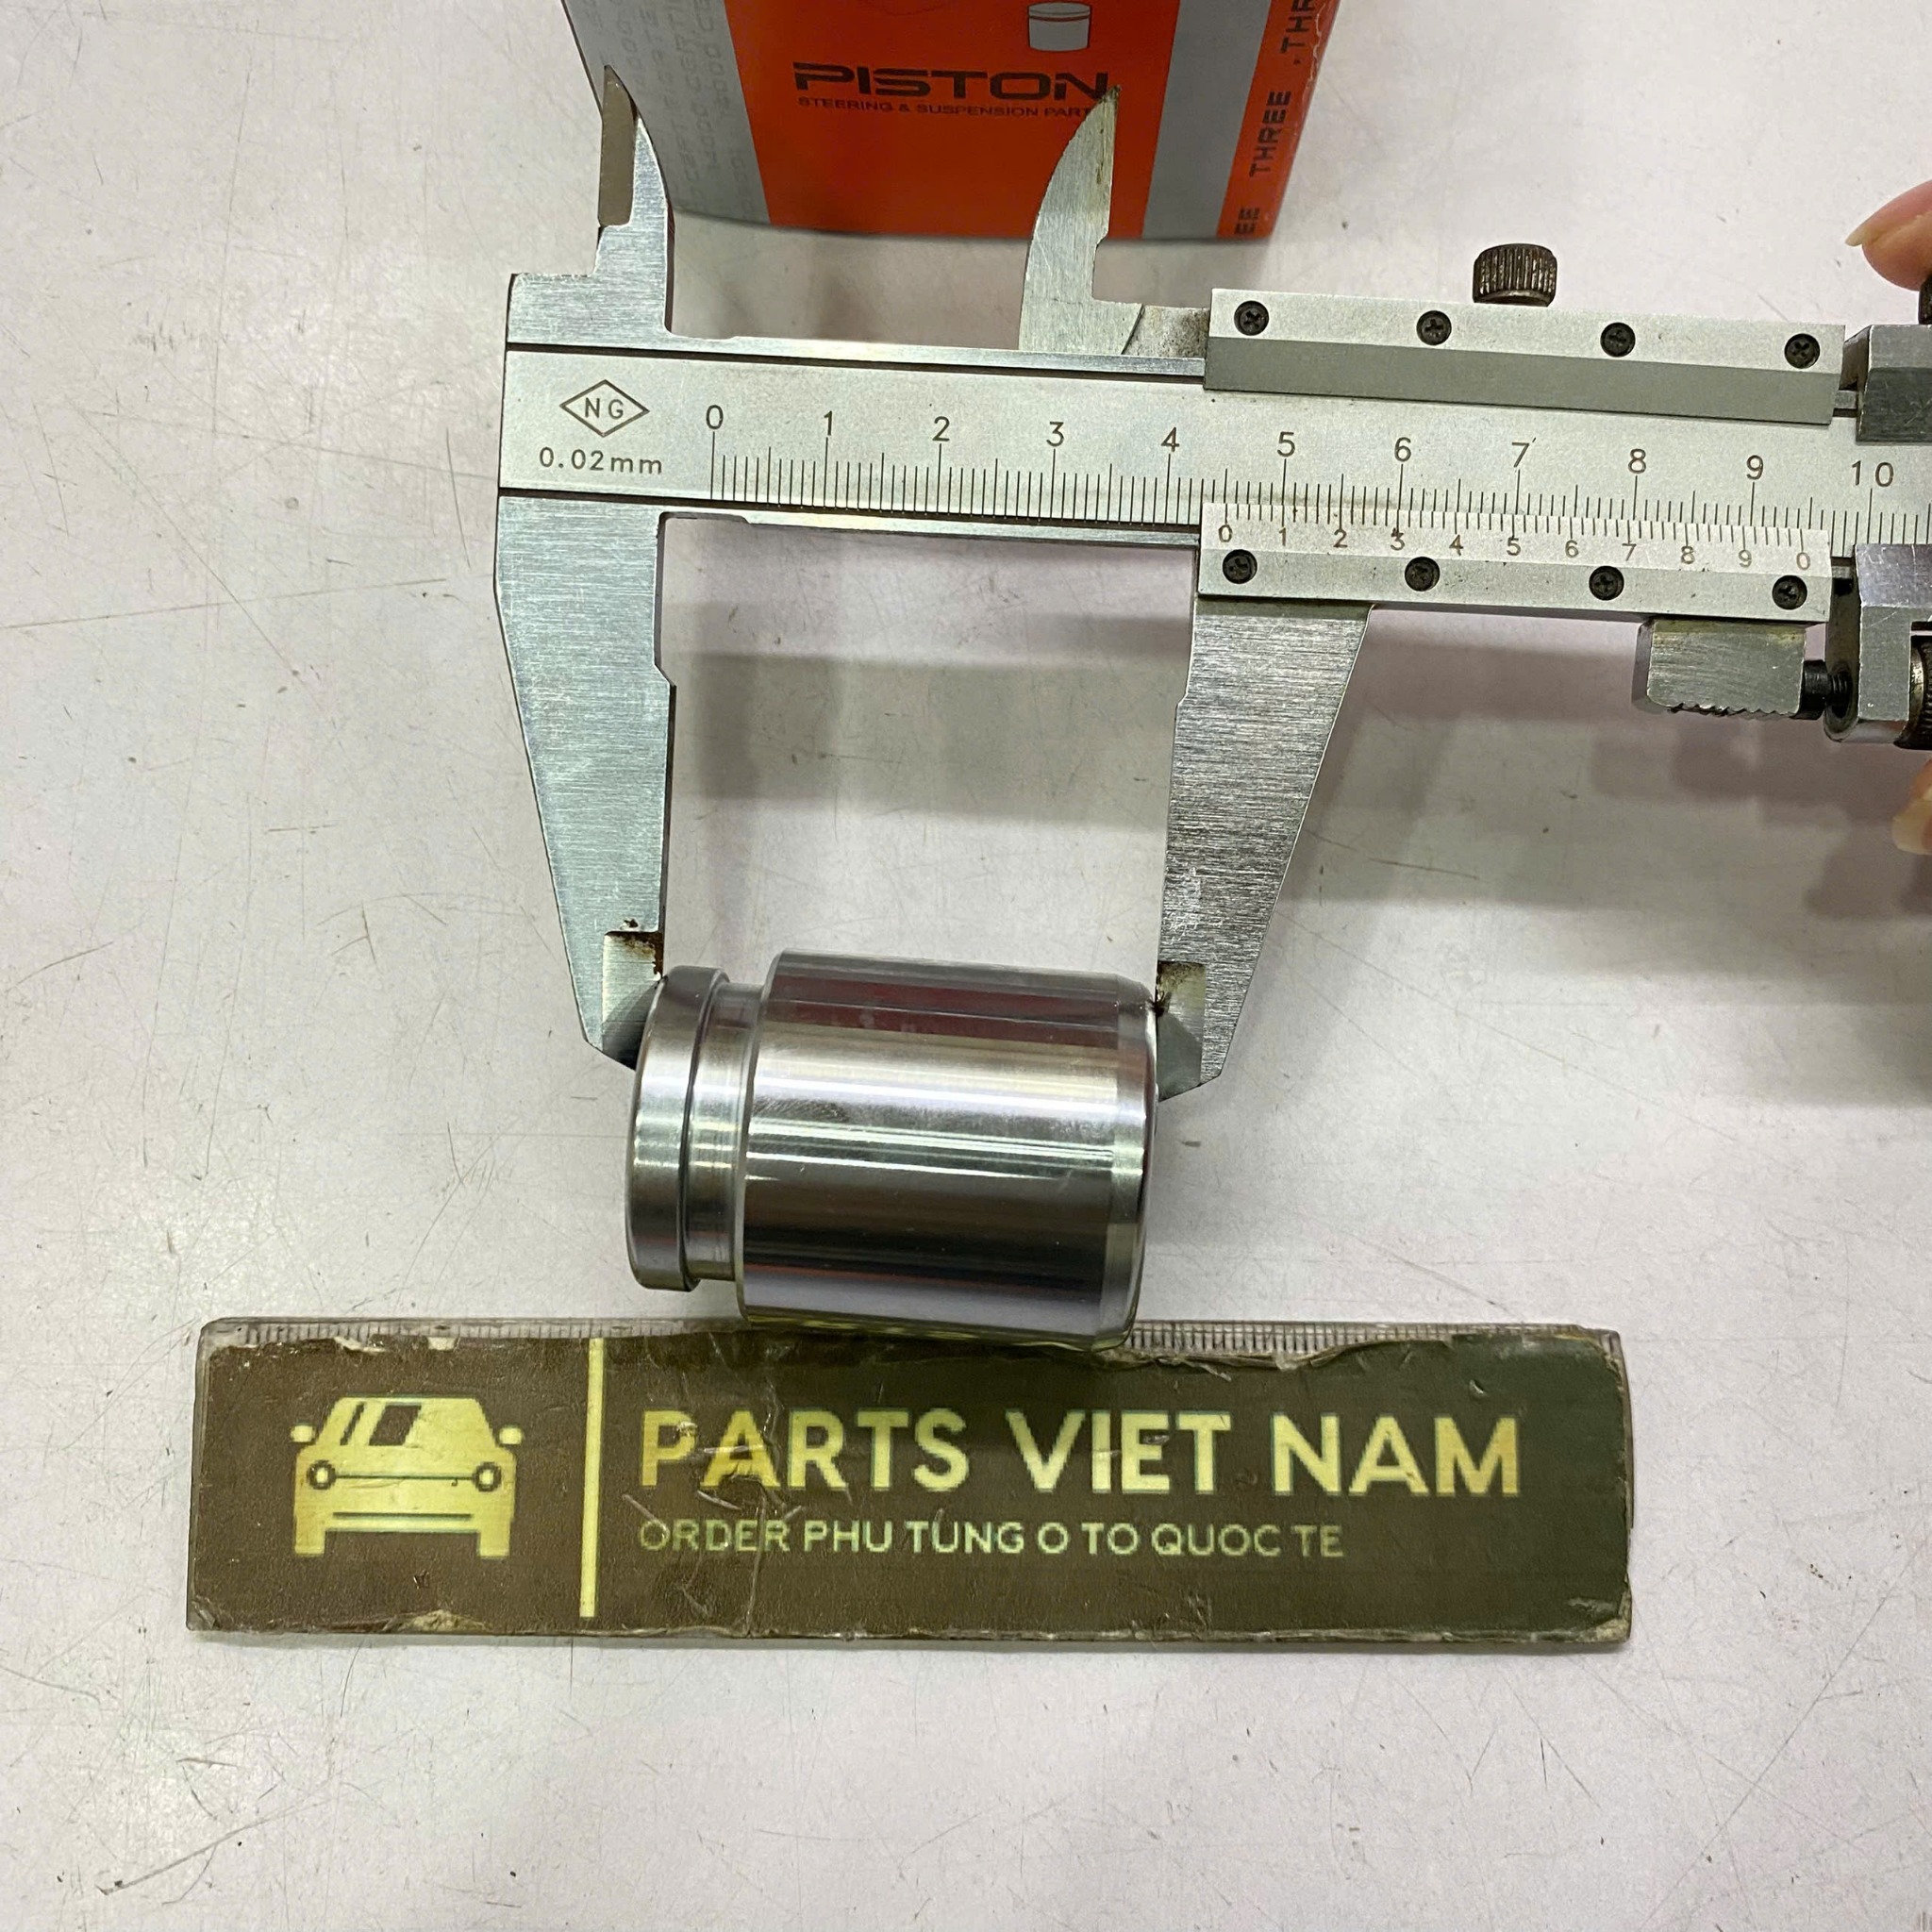 PISTON
STEERING & SUSPENSION PART
THREE
THREE
NG
0.02mm
0 1 2 3 4 5 6 7 8 9 10
0 1 2 3 4 5 6 7 8 9 0
PARTS VIET NAM
ORDER PHU TUNG O TO QUOC TE